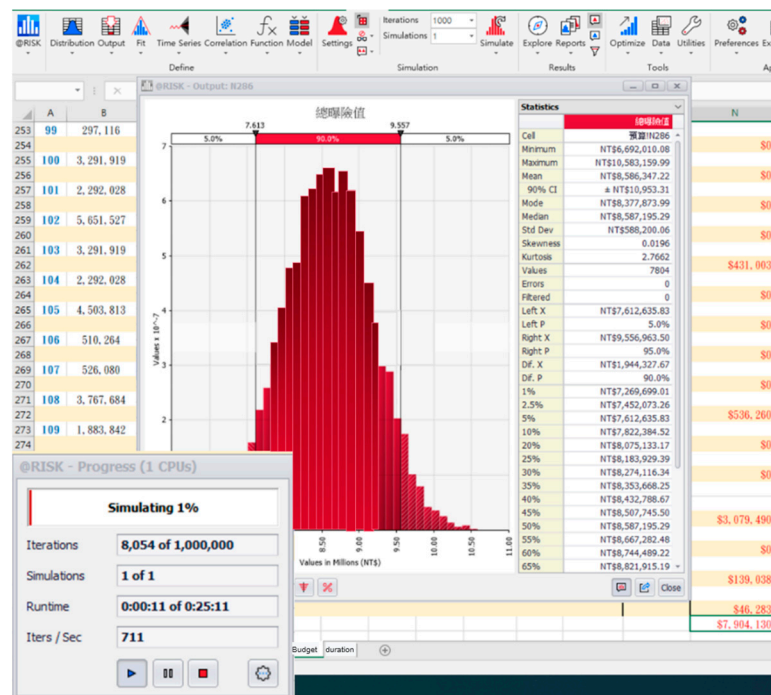 @RISK Distribution Output Fit Time Series Correlation Function Model Settings Iterations 1000 Simulations 1 Simulate Explore Reports Optimize Data Utilities Preferences
Define Simulation Results Tools
@RISK - Output: N286
A B N
253 99 297,116
254 $0
255 100 3,291,919
256 $0
257 101 2,292,028
258 $0
259 102 5,651,527
260 $0
261 103 3,291,919
262 $431,003
263 104 2,292,028
264 $0
265 105 4,503,813
266 $0
267 106 510,264
268 $0
269 107 526,080
270 $0
271 108 3,767,684
272 $536,260
273 109 1,883,842
274 $0
$0
$3,079,490
$0
$139,038
$46,283
$7,904,130
總曝險值
7.613 9.557
5.0% 90.0% 5.0%
7
6
5
4
3
2
Values x 10^-7
8.50 9.00 9.50 10.00 10.50 11.00
Values in Millions (NT$)
Statistics
總曝險值
Cell 預算!N286
Minimum NT$6,692,010.08
Maximum NT$10,583,159.99
Mean NT$8,586,347.22
90% CI ± NT$10,953.31
Mode NT$8,377,873.99
Median NT$8,587,195.29
Std Dev NT$588,200.06
Skewness 0.0196
Kurtosis 2.7662
Values 7804
Errors 0
Filtered 0
Left X NT$7,612,635.83
Left P 5.0%
Right X NT$9,556,963.50
Right P 95.0%
Dif. X NT$1,944,327.67
Dif. P 90.0%
1% NT$7,269,699.01
2.5% NT$7,452,073.26
5% NT$7,612,635.83
10% NT$7,822,384.52
20% NT$8,075,133.17
25% NT$8,183,929.39
30% NT$8,274,116.34
35% NT$8,353,668.25
40% NT$8,432,788.67
45% NT$8,507,745.50
50% NT$8,587,195.29
55% NT$8,667,282.48
60% NT$8,744,489.22
65% NT$8,821,915.19
Close
@RISK - Progress (1 CPUs)
Simulating 1%
Iterations 8,054 of 1,000,000
Simulations 1 of 1
Runtime 0:00:11 of 0:25:11
Iters / Sec 711
Budget duration